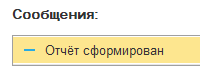 Сообщения:
Отчёт сформирован